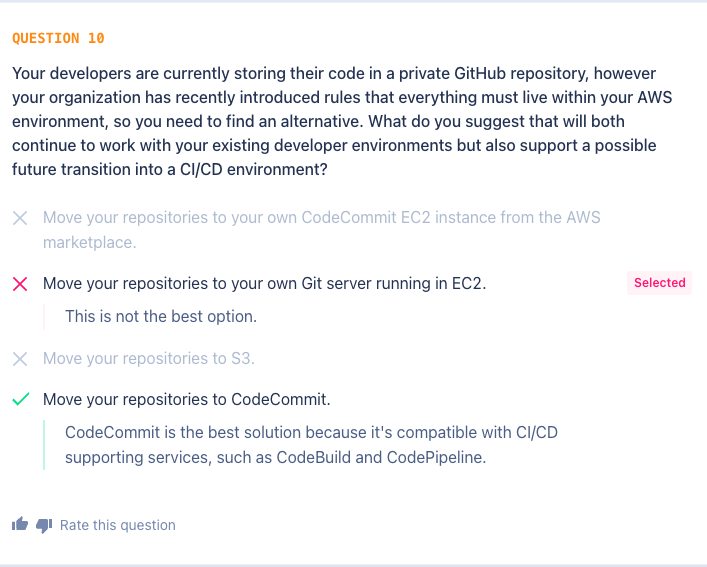 QUESTION 10
Your developers are currently storing their code in a private GitHub repository, however
your organization has recently introduced rules that everything must live within your AWS
environment, so you need to find an alternative. What do you suggest that will both
continue to work with your existing developer environments but also support a possible
future transition into a CI/CD environment?
Move your repositories to your own CodeCommit EC2 instance from the AWS
marketplace.
Move your repositories to your own Git server running in EC2.
Selected
This is not the best option.
Move your repositories to S3.
Move your repositories to CodeCommit.
CodeCommit is the best solution because it's compatible with CI/CD
supporting services, such as CodeBuild and CodePipeline.
Rate this question